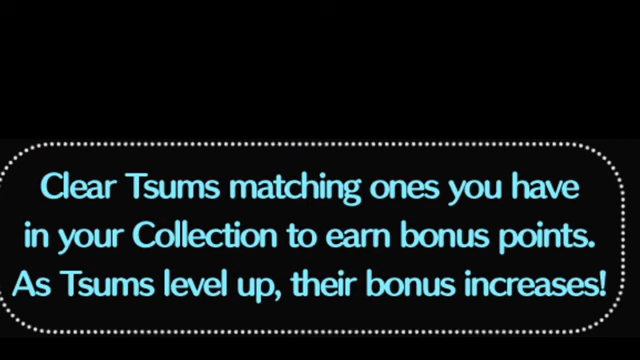 Clear Tsums matching ones you have
in your Collection to earn bonus points.
As Tsums level up, their bonus increases!